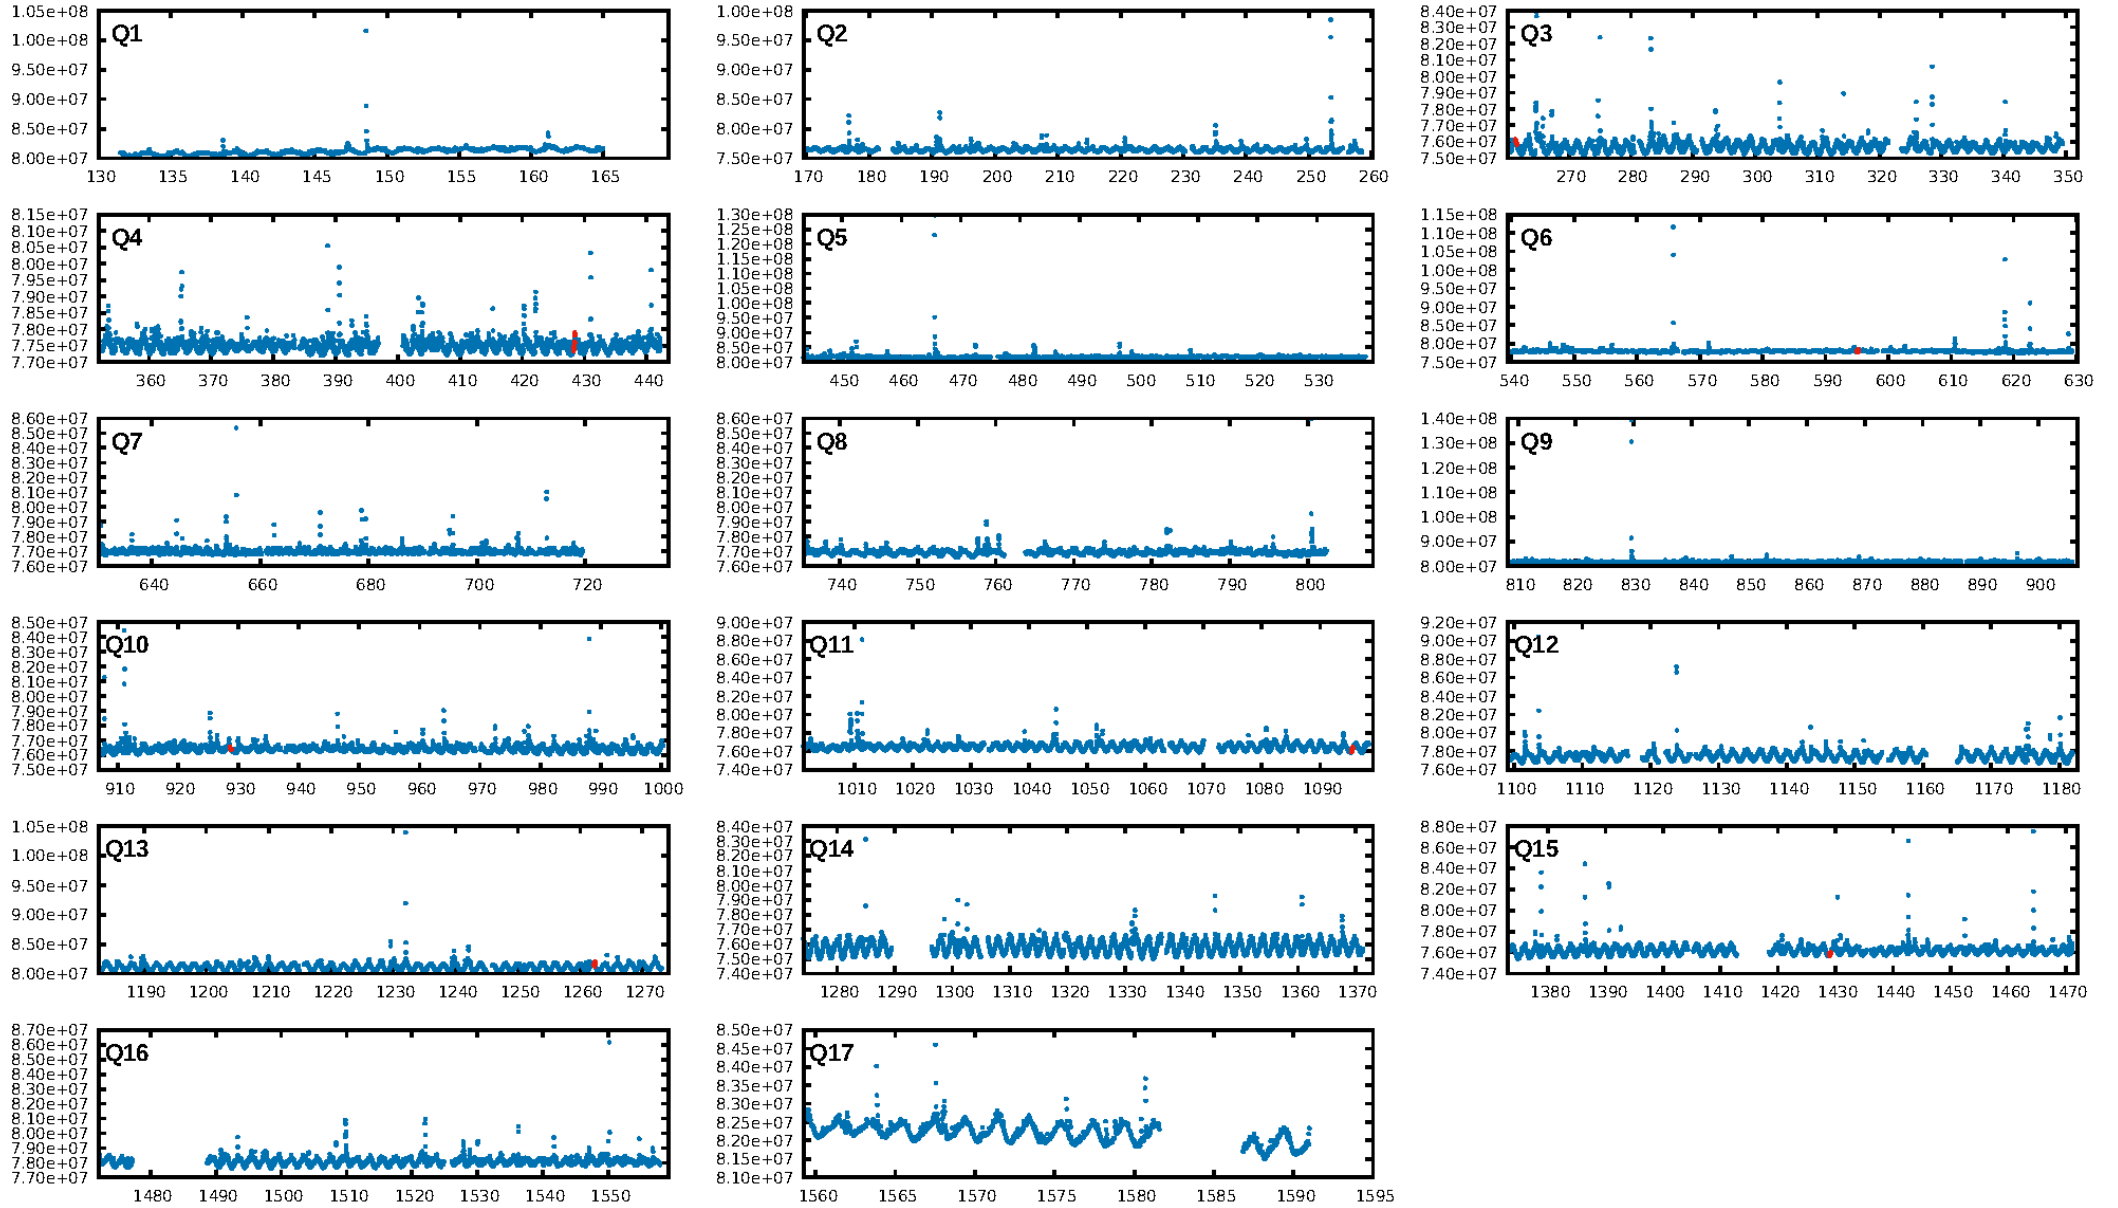 Q1
1.05e+08
1.00e+08
9.50e+07
9.00e+07
8.50e+07
8.00e+07
130 135 140 145 150 155 160 165
Q2
1.00e+08
9.50e+07
9.00e+07
8.50e+07
8.00e+07
7.50e+07
170 180 190 200 210 220 230 240 250 260
Q3
8.40e+07
8.30e+07
8.20e+07
8.10e+07
8.00e+07
7.90e+07
7.80e+07
7.70e+07
7.60e+07
7.50e+07
270 280 290 300 310 320 330 340 350
Q4
8.15e+07
8.10e+07
8.05e+07
8.00e+07
7.95e+07
7.90e+07
7.85e+07
7.80e+07
7.75e+07
7.70e+07
360 370 380 390 400 410 420 430 440
Q5
1.30e+08
1.25e+08
1.20e+08
1.15e+08
1.10e+08
1.05e+08
1.00e+08
9.50e+07
9.00e+07
8.50e+07
8.00e+07
450 460 470 480 490 500 510 520 530
Q6
1.15e+08
1.10e+08
1.05e+08
1.00e+08
9.50e+07
9.00e+07
8.50e+07
8.00e+07
7.50e+07
540 550 560 570 580 590 600 610 620 630
Q7
8.60e+07
8.50e+07
8.40e+07
8.30e+07
8.20e+07
8.10e+07
8.00e+07
7.90e+07
7.80e+07
7.70e+07
7.60e+07
640 660 680 700 720
Q8
8.60e+07
8.50e+07
8.40e+07
8.30e+07
8.20e+07
8.10e+07
8.00e+07
7.90e+07
7.80e+07
7.70e+07
7.60e+07
740 750 760 770 780 790 800
Q9
1.40e+08
1.30e+08
1.20e+08
1.10e+08
1.00e+08
9.00e+07
8.00e+07
810 820 830 840 850 860 870 880 890 900
Q10
8.50e+07
8.40e+07
8.30e+07
8.20e+07
8.10e+07
8.00e+07
7.90e+07
7.80e+07
7.70e+07
7.60e+07
7.50e+07
910 920 930 940 950 960 970 980 990 1000
Q11
9.00e+07
8.80e+07
8.60e+07
8.40e+07
8.20e+07
8.00e+07
7.80e+07
7.60e+07
7.40e+07
1010 1020 1030 1040 1050 1060 1070 1080 1090
Q12
9.20e+07
9.00e+07
8.80e+07
8.60e+07
8.40e+07
8.20e+07
8.00e+07
7.80e+07
7.60e+07
1100 1110 1120 1130 1140 1150 1160 1170 1180
Q13
1.05e+08
1.00e+08
9.50e+07
9.00e+07
8.50e+07
8.00e+07
1190 1200 1210 1220 1230 1240 1250 1260 1270
Q14
8.40e+07
8.30e+07
8.20e+07
8.10e+07
8.00e+07
7.90e+07
7.80e+07
7.70e+07
7.60e+07
7.50e+07
7.40e+07
1280 1290 1300 1310 1320 1330 1340 1350 1360 1370
Q15
8.80e+07
8.60e+07
8.40e+07
8.20e+07
8.00e+07
7.80e+07
7.60e+07
7.40e+07
1380 1390 1400 1410 1420 1430 1440 1450 1460 1470
Q16
8.70e+07
8.60e+07
8.50e+07
8.40e+07
8.30e+07
8.20e+07
8.10e+07
8.00e+07
7.90e+07
7.80e+07
7.70e+07
1480 1490 1500 1510 1520 1530 1540 1550
Q17
8.50e+07
8.45e+07
8.40e+07
8.35e+07
8.30e+07
8.25e+07
8.20e+07
8.15e+07
8.10e+07
1560 1565 1570 1575 1580 1585 1590 1595